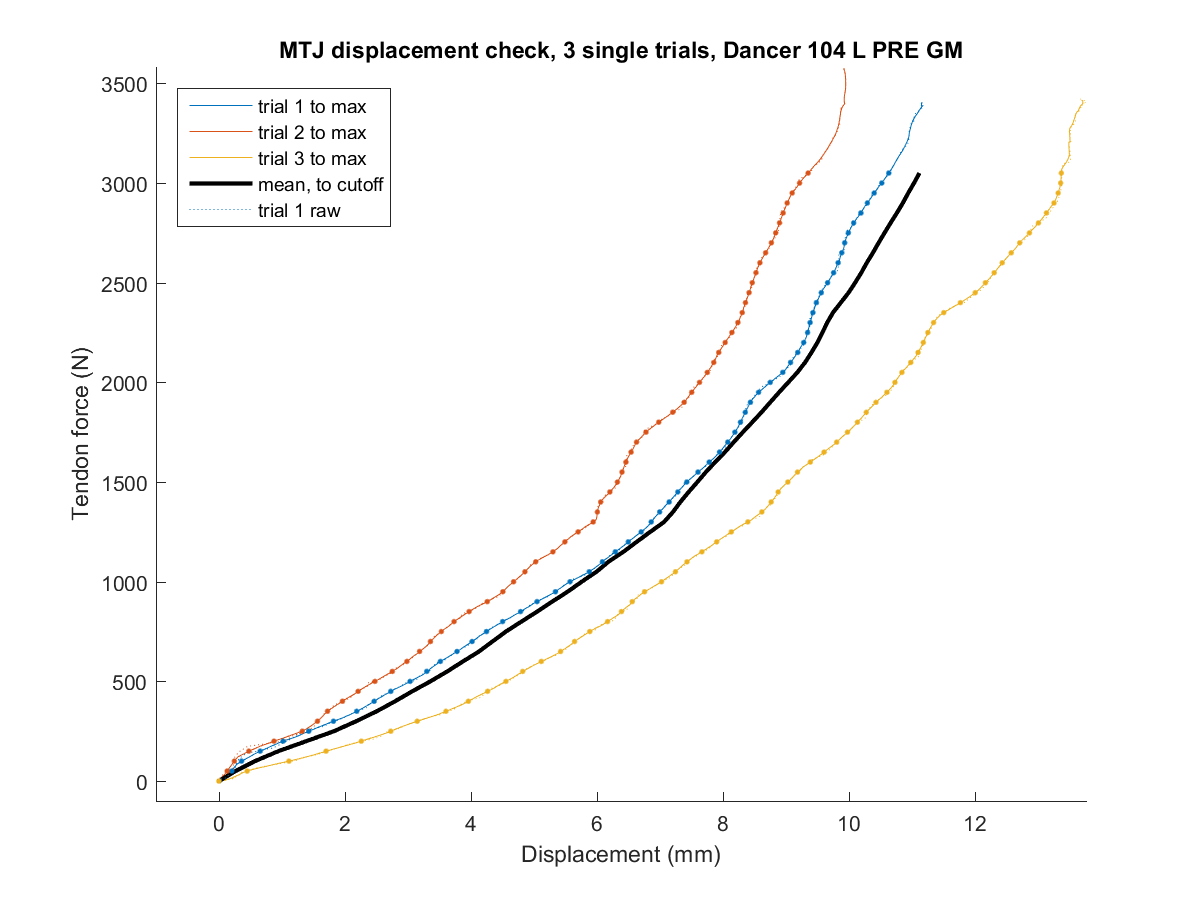 MTJ displacement check, 3 single trials, Dancer 104 L PRE GM
trial 1 to max
trial 2 to max
trial 3 to max
mean, to cutoff
trial 1 raw
Tendon force (N)
3500
3000
2500
2000
1500
1000
500
0
0 2 4 6 8 10 12
Displacement (mm)